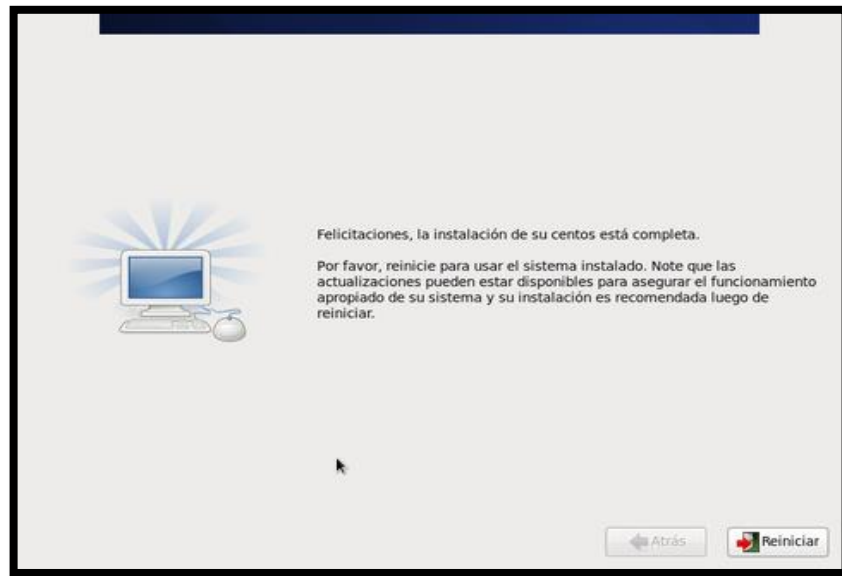 Felicitaciones, la instalación de su centos está completa.
Por favor, reinicie para usar el sistema instalado. Note que las
actualizaciones pueden estar disponibles para asegurar el funcionamiento
apropiado de su sistema y su instalación es recomendada luego de
reiniciar.
Atrás
Reiniciar